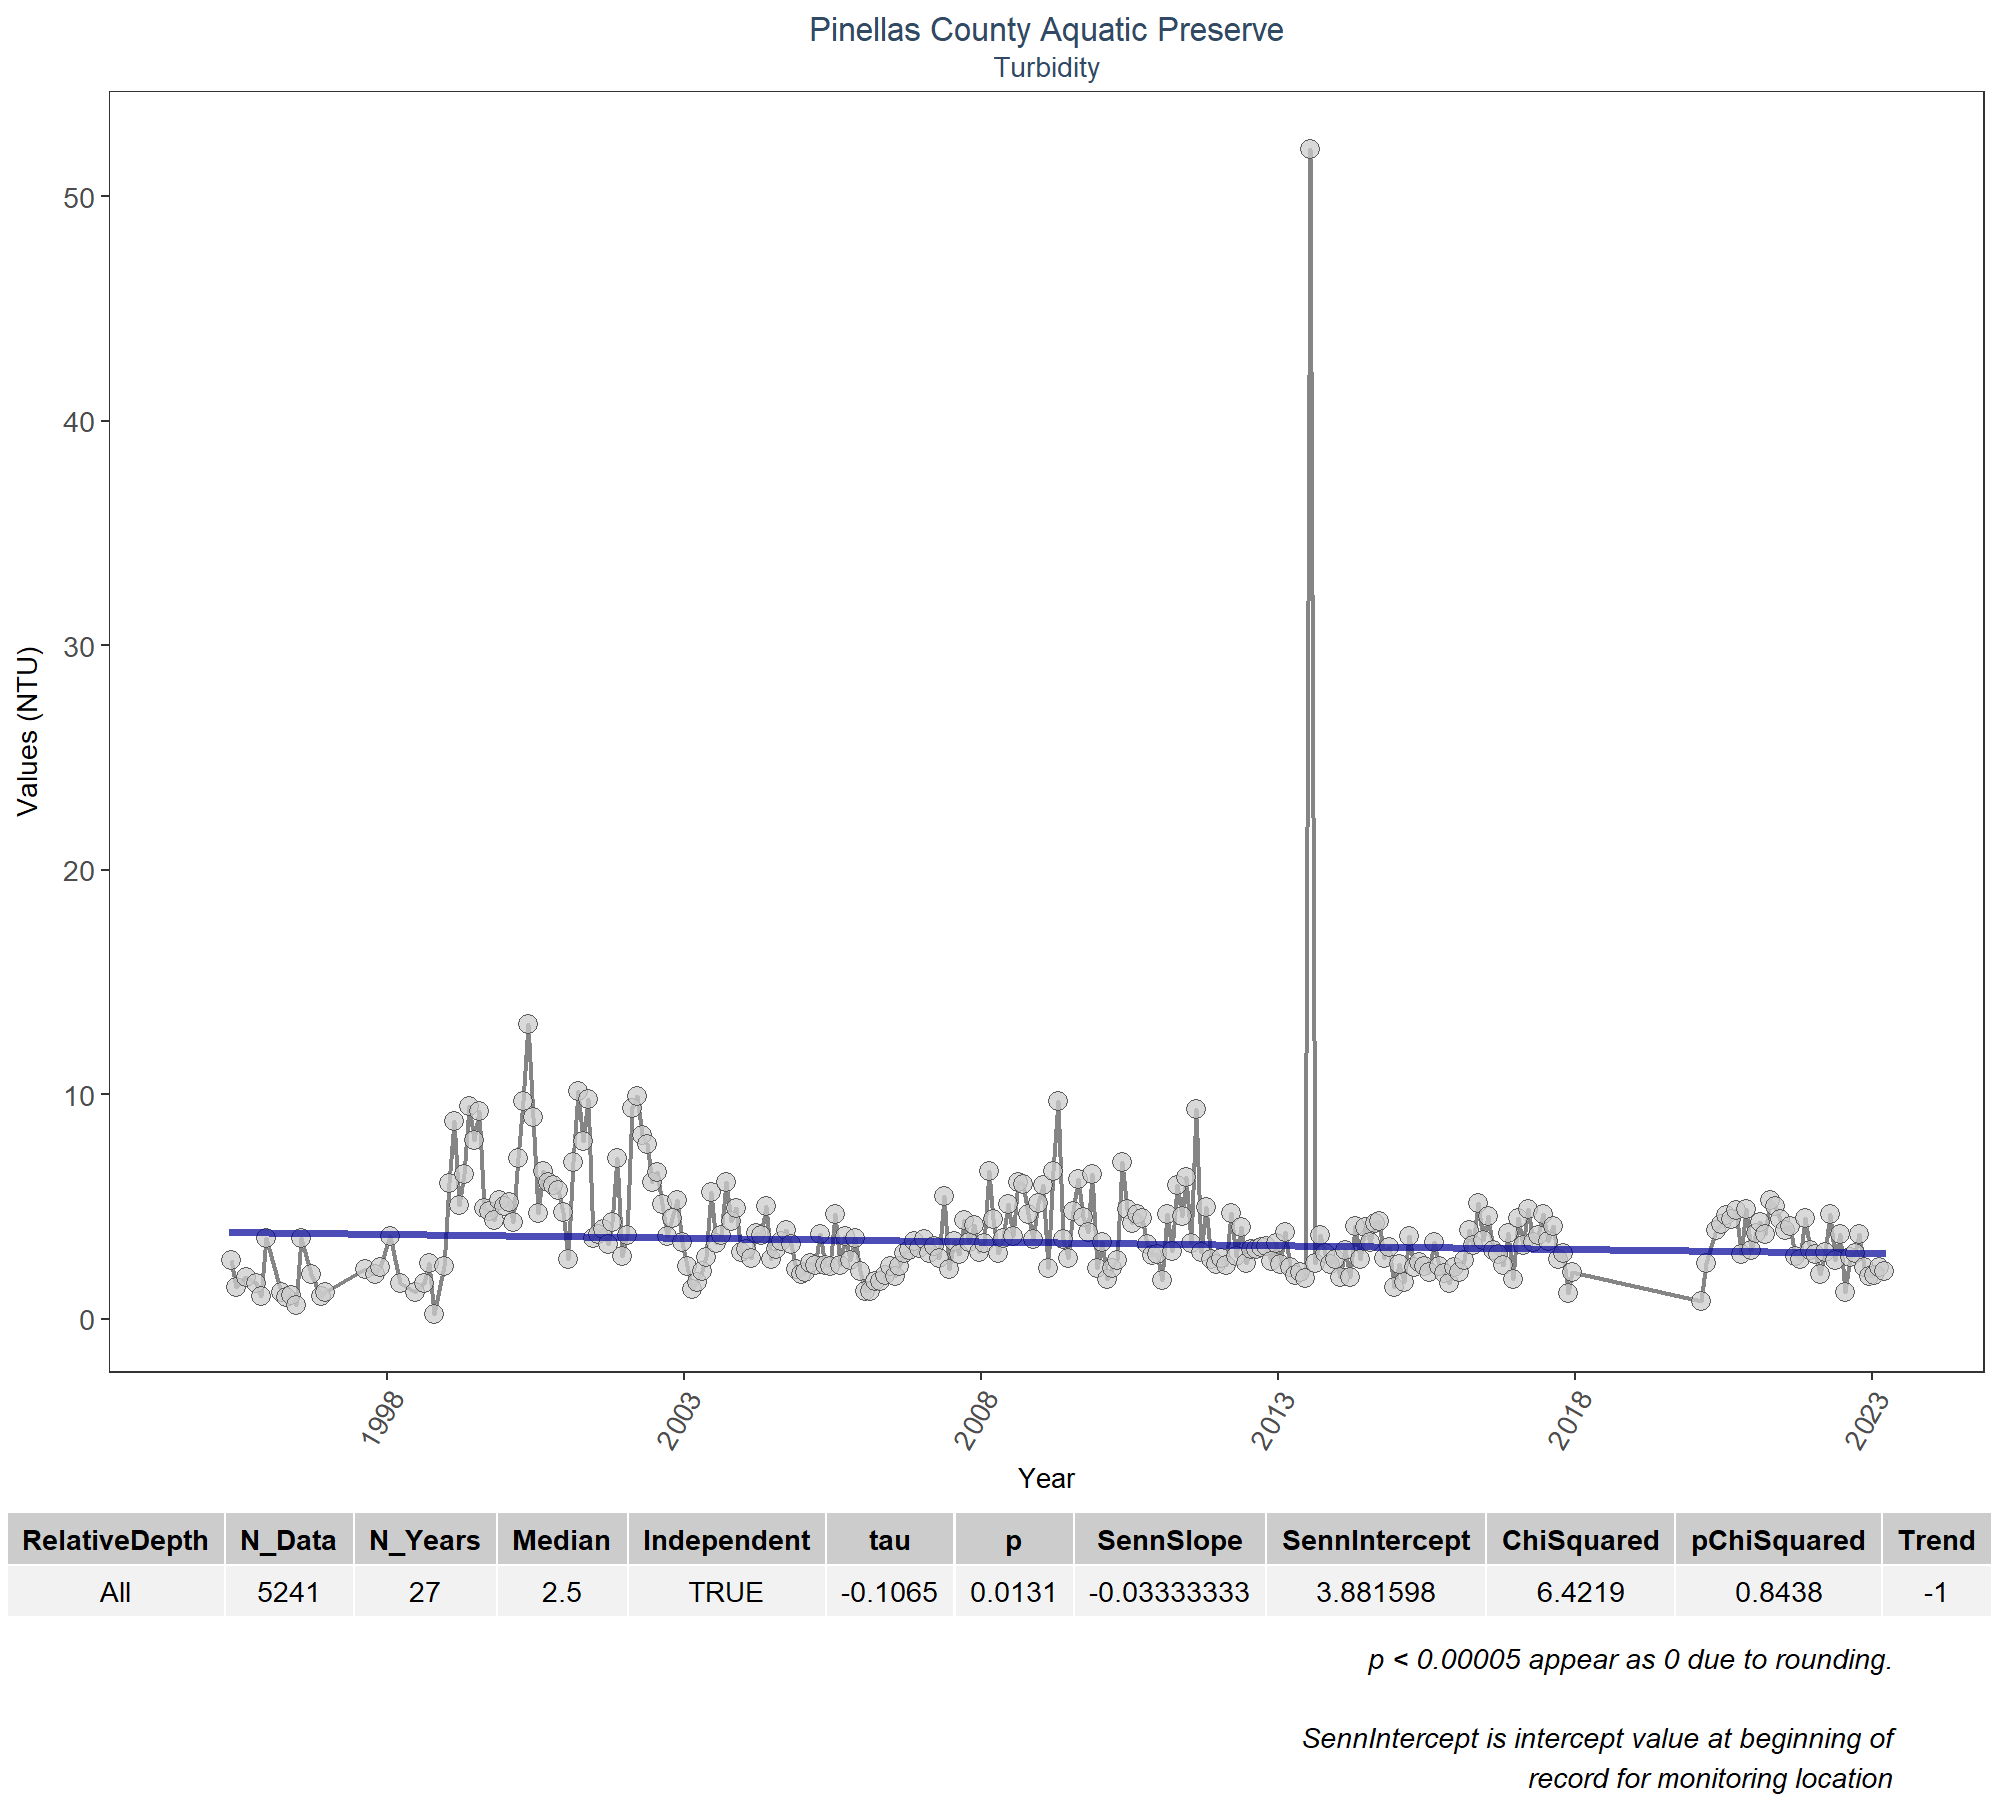 Pinellas County Aquatic Preserve
Turbidity
Values (NTU)
50
40
30
20
10
0
1998
2003
2008
2013
2018
2023
Year
RelativeDepth N_Data N_Years Median Independent tau p SennSlope SennIntercept ChiSquared pChiSquared Trend
All 5241 27 2.5 TRUE -0.1065 0.0131 -0.03333333 3.881598 6.4219 0.8438 -1
p < 0.00005 appear as 0 due to rounding.
SennIntercept is intercept value at beginning of
record for monitoring location